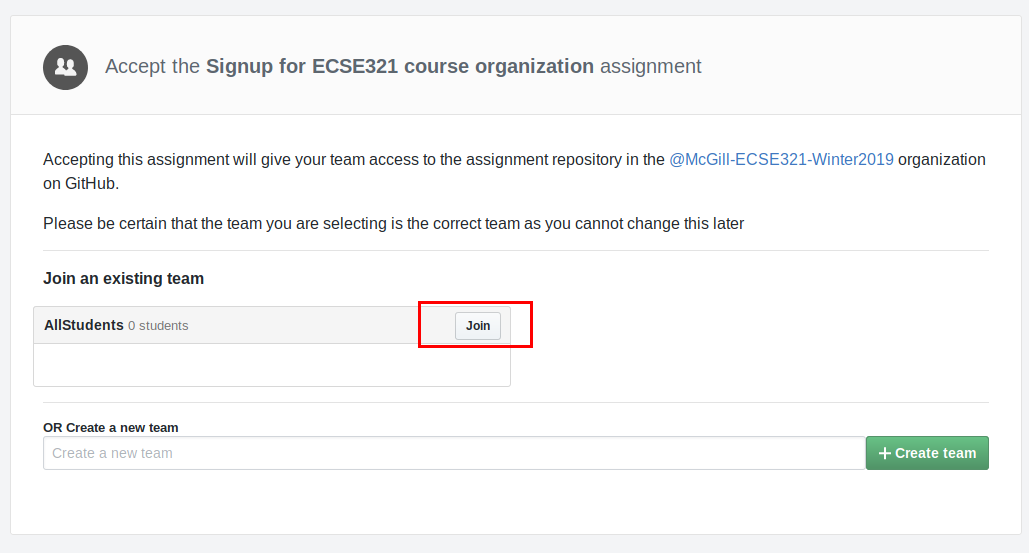 Accept the Signup for ECSE321 course organization assignment
Accepting this assignment will give your team access to the assignment repository in the @McGill-ECSE321-Winter2019 organization
on GitHub.
Please be certain that the team you are selecting is the correct team as you cannot change this later
Join an existing team
AllStudents 0 students Join
OR Create a new team
Create a new team + Create team